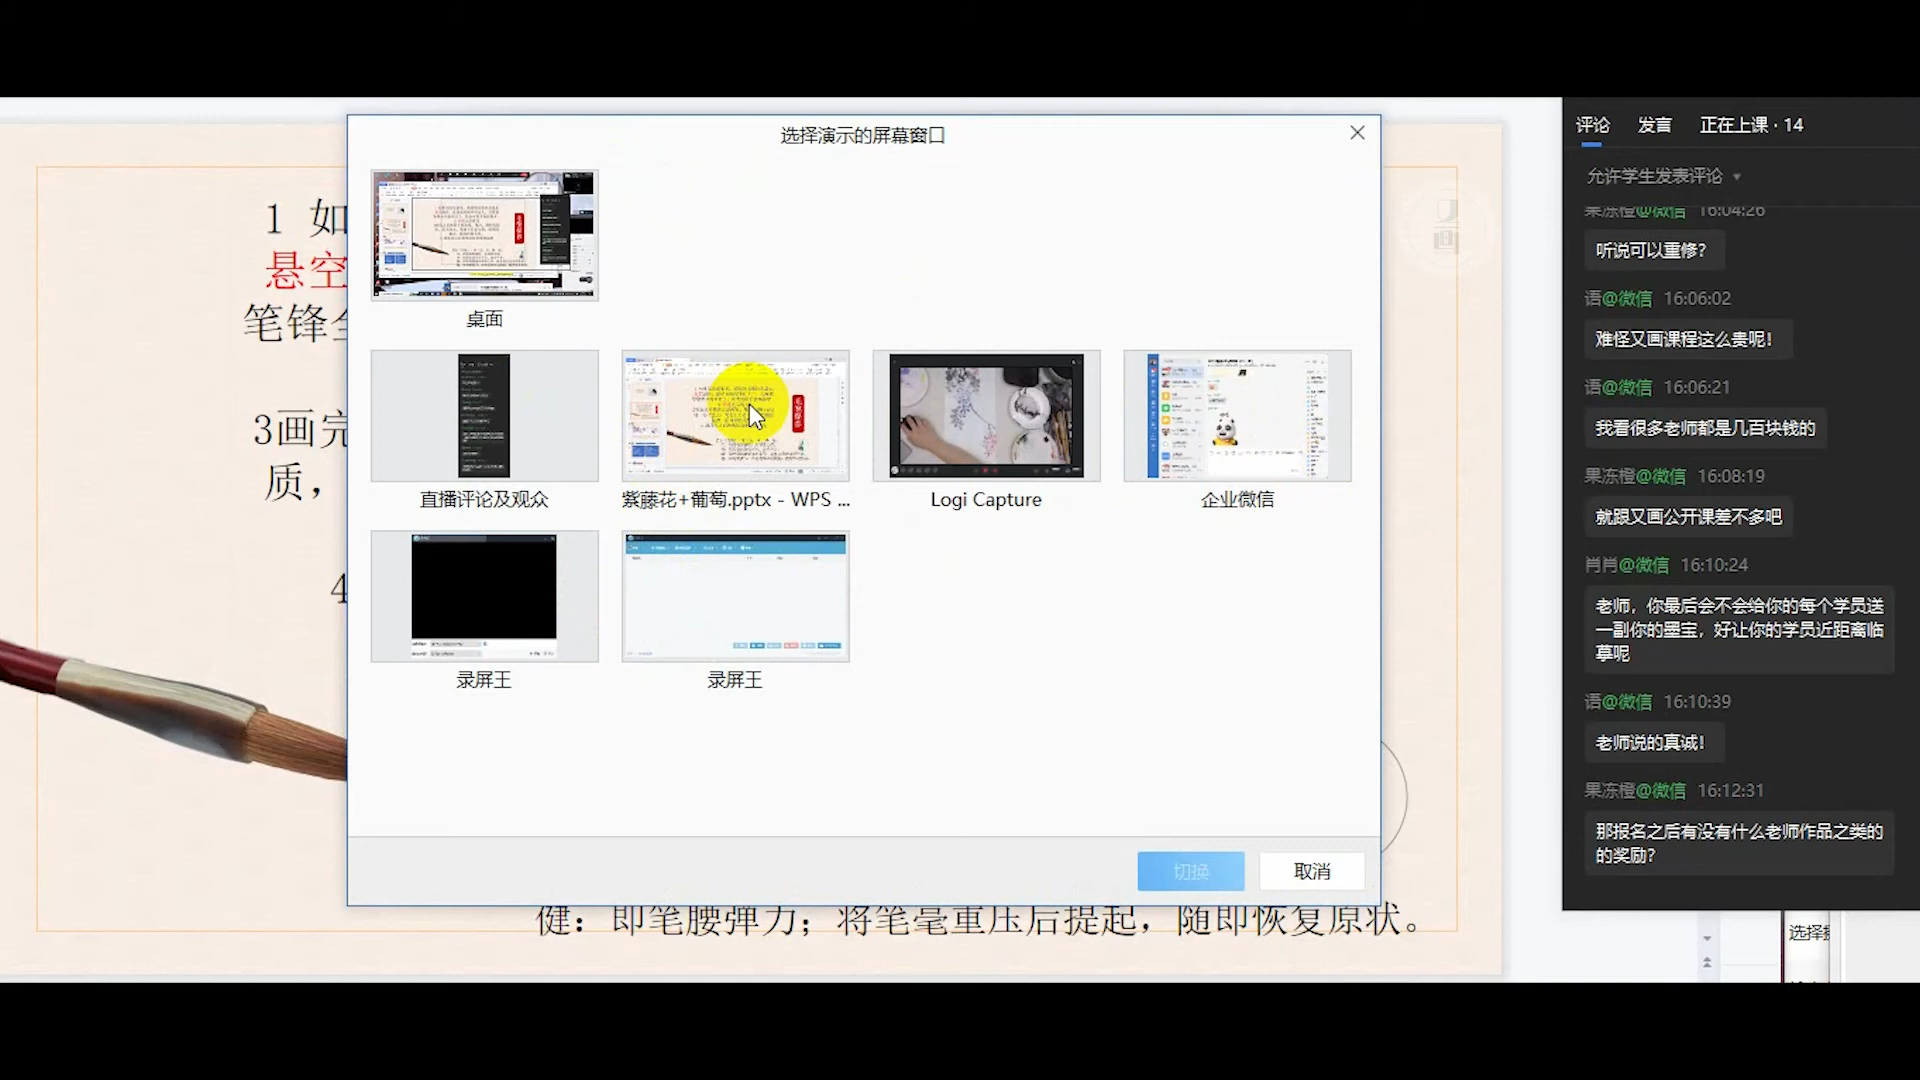 选择演示的屏幕窗口
桌面
直播评论及观众
紫藤花+葡萄.pptx - WPS ...
Logi Capture
企业微信
录屏王
录屏王
切换
取消
1 如
悬空
笔锋全
3画完
质，
4
健：即笔腰弹力；将笔毫重压后提起，随即恢复原状。
评论 发言 正在上课 · 14
允许学生发表评论
果冻橙@微信 16:04:26
听说可以重修?
语@微信 16:06:02
难怪又画课程这么贵呢!
语@微信 16:06:21
我看很多老师都是几百块钱的
果冻橙@微信 16:08:19
就跟又画公开课差不多吧
肖肖@微信 16:10:24
老师，你最后会不会给你的每个学员送
一副你的墨宝，好让你的学员近距离临
摹呢
语@微信 16:10:39
老师说的真诚!
果冻橙@微信 16:12:31
那报名之后有没有什么老师作品之类的
的奖励?
选择